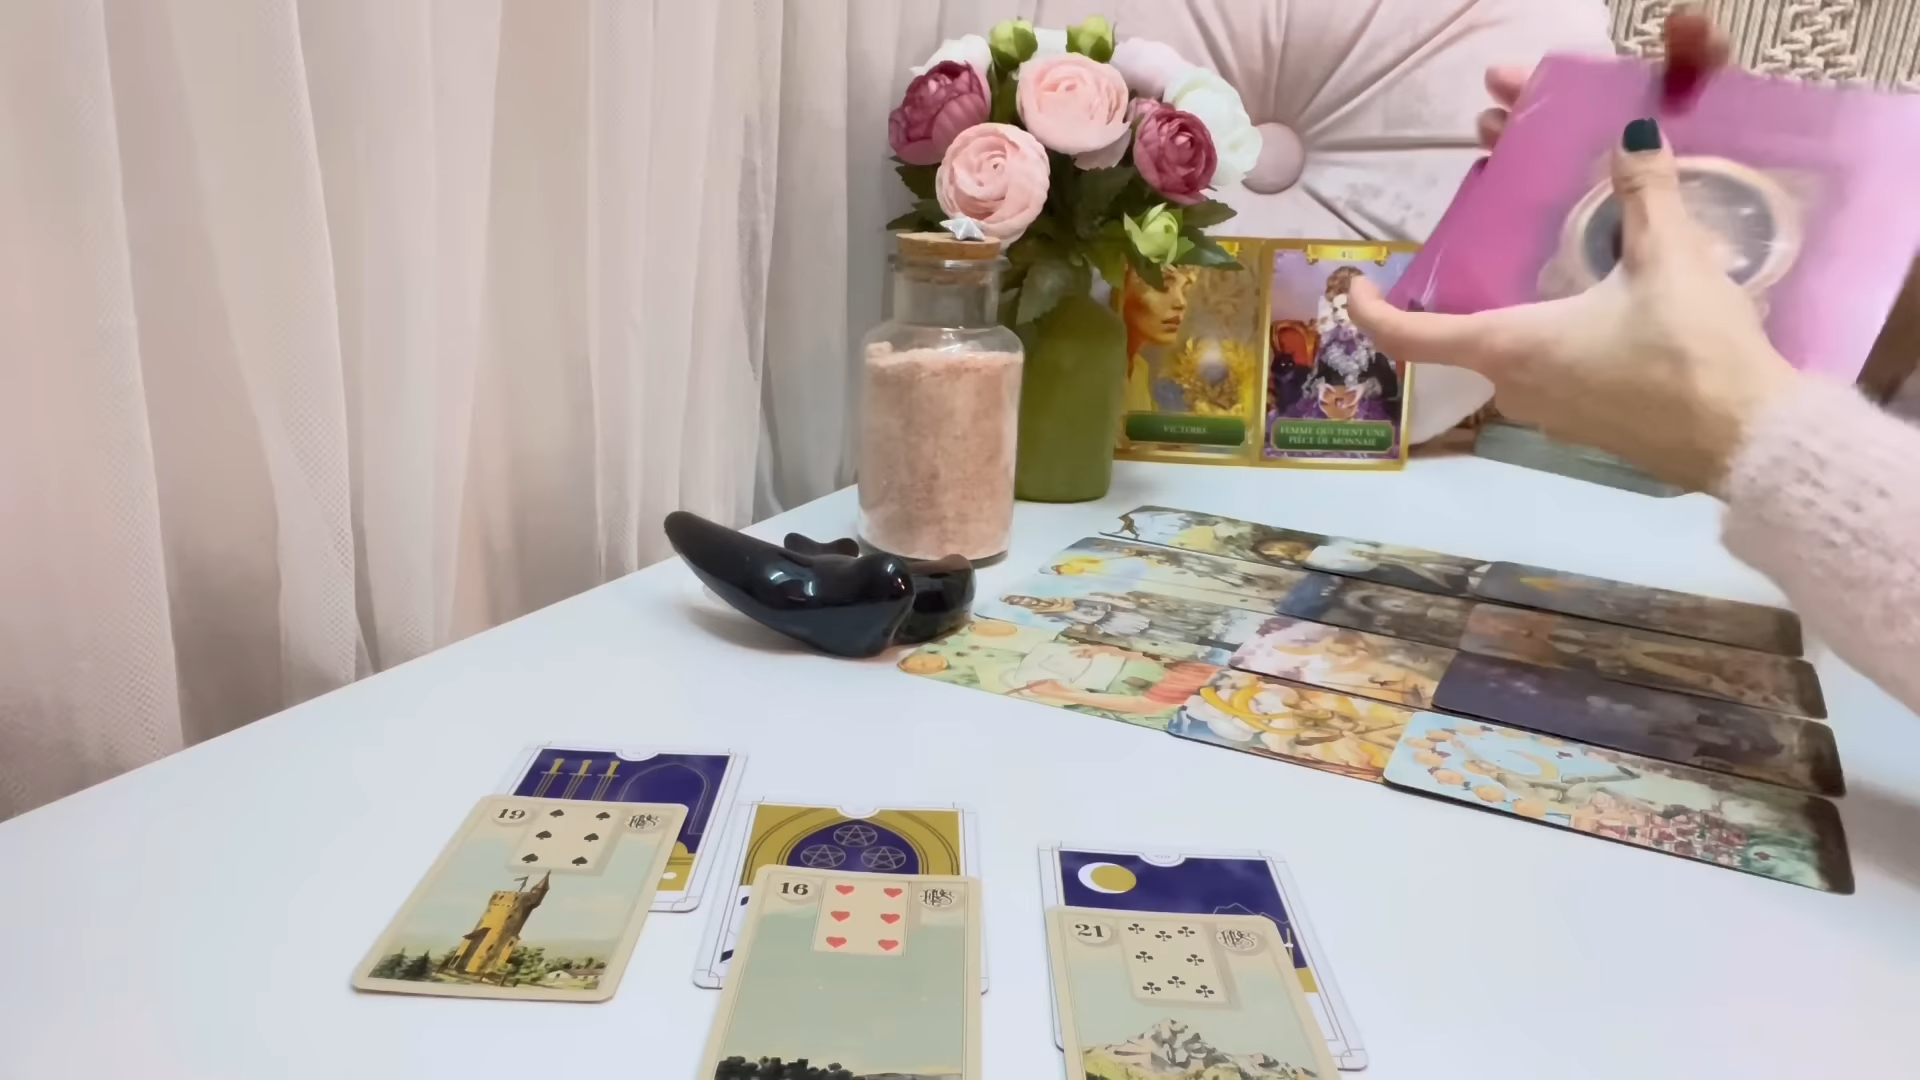 VICTOIRE
FEMME QUI TIENT UNE
PIÈCE DE MONNAIE
19
16
21